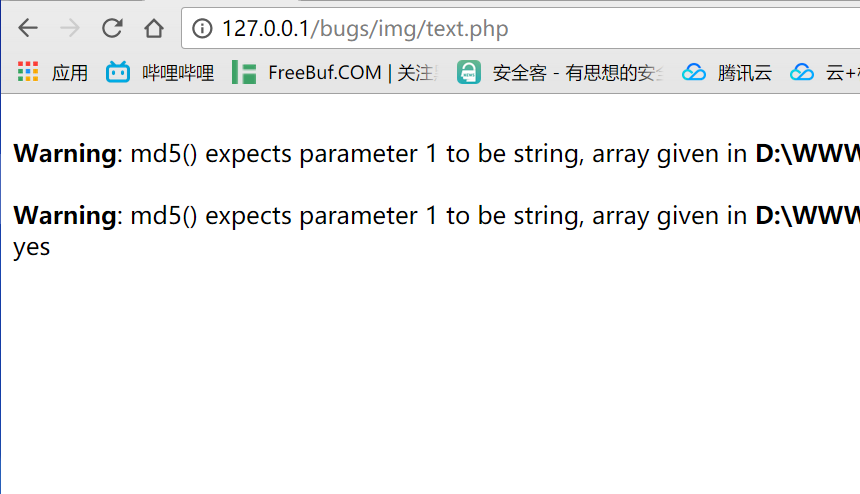 127.0.0.1/bugs/img/text.php
应用 哔哩哔哩 FreeBuf.COM | 关注 安全客 - 有思想的安 腾讯云 云+
Warning: md5() expects parameter 1 to be string, array given in D:\WWW
Warning: md5() expects parameter 1 to be string, array given in D:\WWW
yes